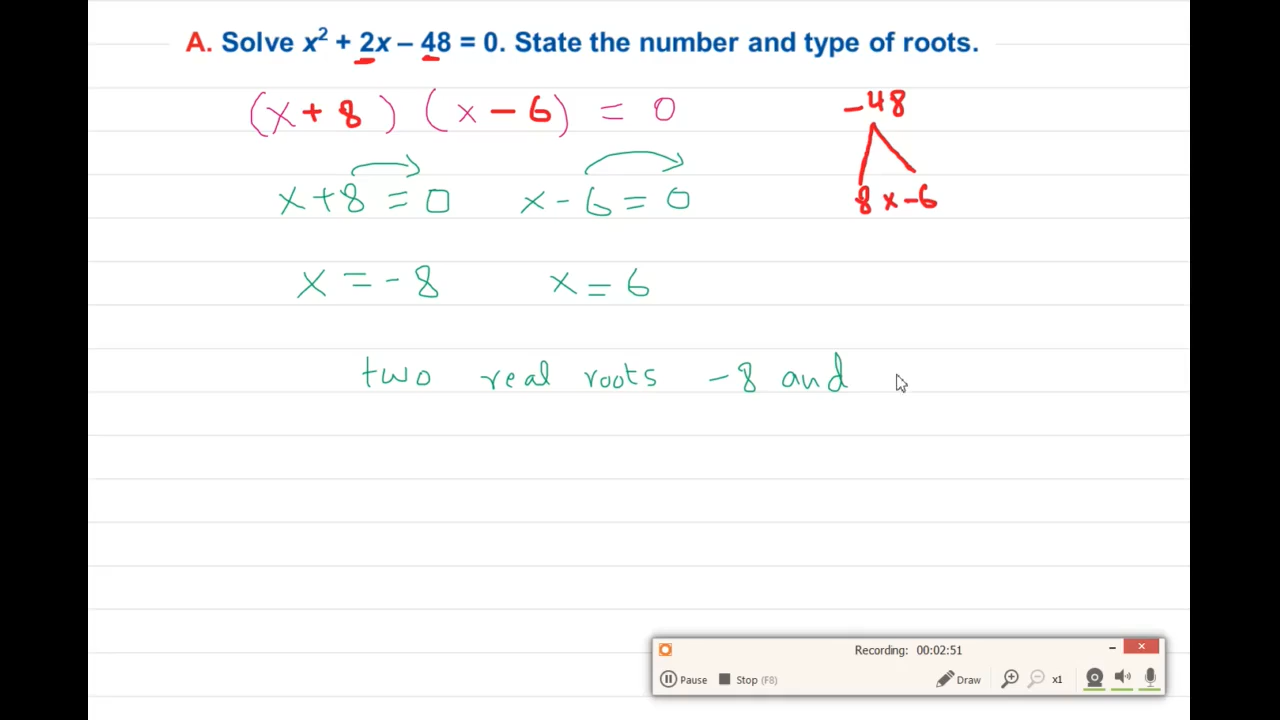 A. Solve x² + 2x – 48 = 0. State the number and type of roots.
(x + 8) (x - 6) = 0
-48
8 x -6
x+8 = 0 x - 6 = 0
x = -8 x = 6
two real roots -8 and
Recording: 00:02:51
Pause Stop (F8) Draw x1